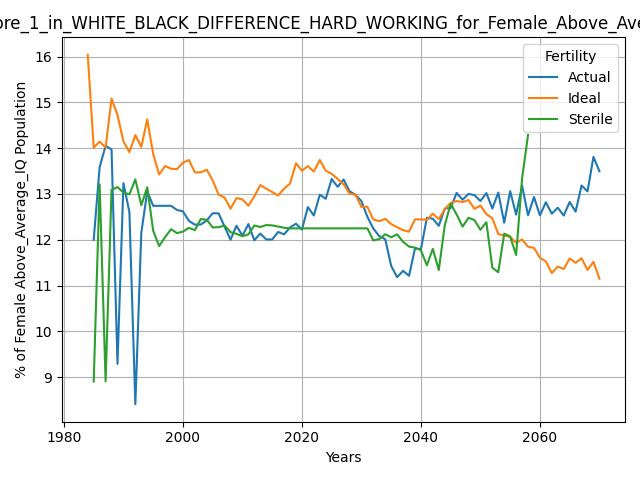 ore_1_in_WHITE_BLACK_DIFFERENCE_HARD_WORKING_for_Female_Above_Ave
Fertility
Actual
Ideal
Sterile
% of Female Above_Average_IQ Population
16
15
14
13
12
11
10
9
1980 2000 2020 2040 2060
Years